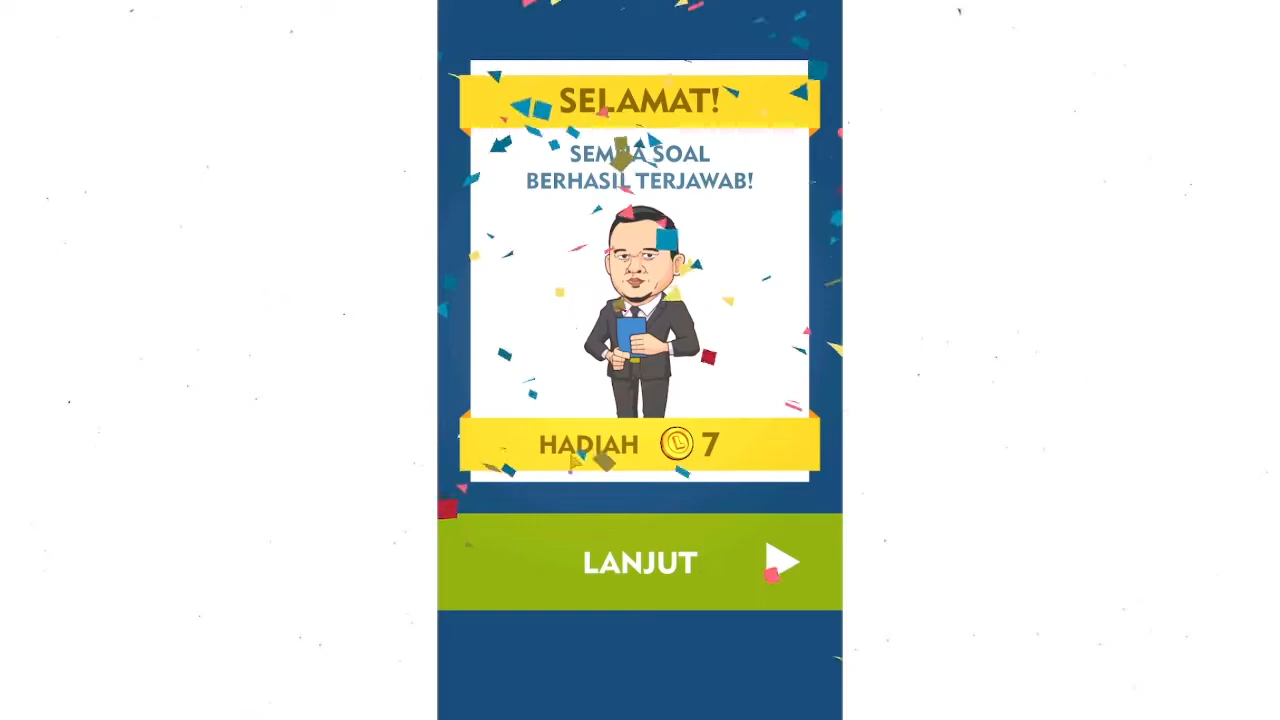 SELAMAT!
SEMUA SOAL
BERHASIL TERJAWAB!
HADIAH L 7
LANJUT